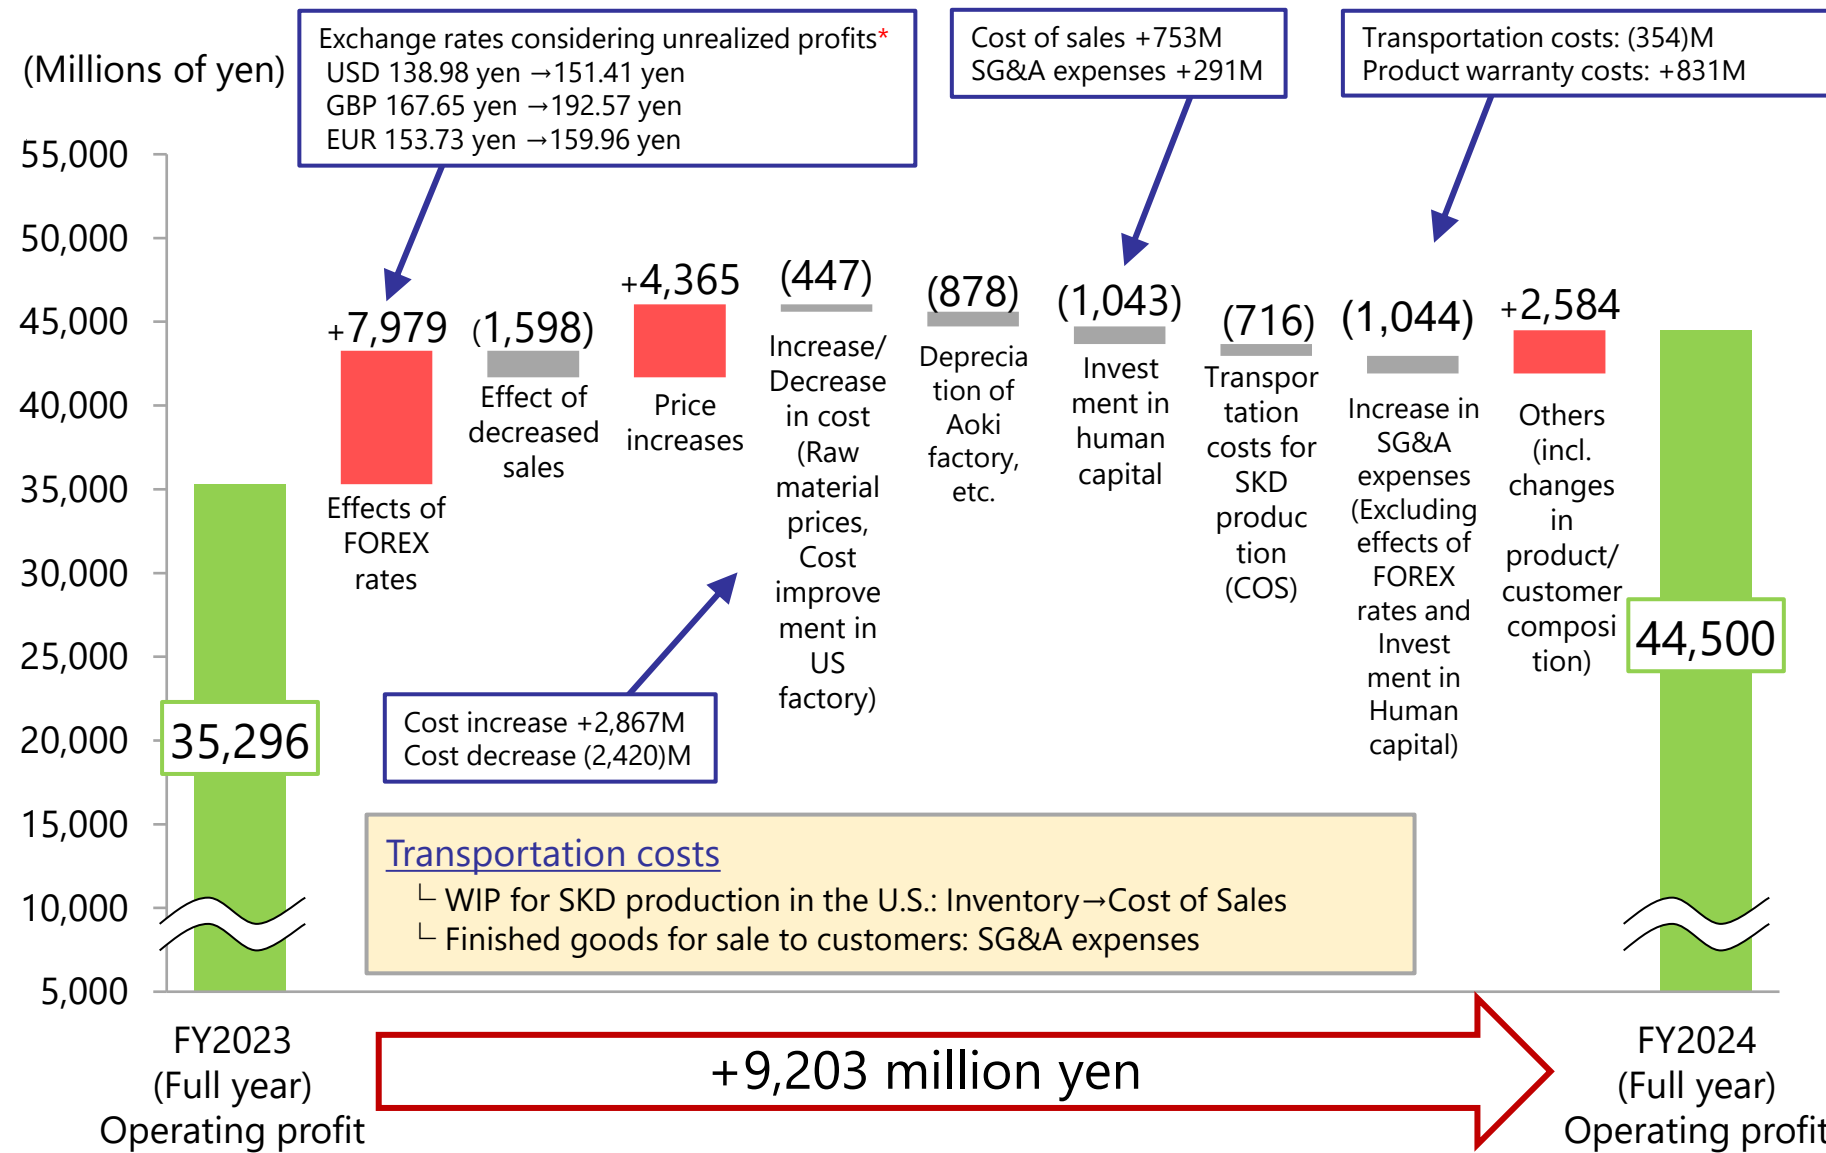 (Millions of yen)
Exchange rates considering unrealized profits*
USD 138.98 yen →151.41 yen
GBP 167.65 yen →192.57 yen
EUR 153.73 yen →159.96 yen
Cost of sales +753M
SG&A expenses +291M
Transportation costs: (354)M
Product warranty costs: +831M
55,000
50,000
45,000
40,000
35,000
30,000
25,000
20,000
15,000
10,000
5,000
35,296
+7,979
Effects of
FOREX
rates
(1,598)
Effect of
decreased
sales
+4,365
Price
increases
(447)
Increase/
Decrease
in cost
(Raw
material
prices,
Cost
improve
ment in
US
factory)
(878)
Deprecia
tion of
Aoki
factory,
etc.
(1,043)
Invest
ment in
human
capital
(716)
Transpor
tation
costs for
SKD
produc
tion
(COS)
(1,044)
Increase in
SG&A
expenses
(Excluding
effects of
FOREX
rates and
Invest
ment in
Human
capital)
+2,584
Others
(incl.
changes
in
product/
customer
composi
tion)
44,500
Cost increase +2,867M
Cost decrease (2,420)M
Transportation costs
└ WIP for SKD production in the U.S.: Inventory→Cost of Sales
└ Finished goods for sale to customers: SG&A expenses
FY2023
(Full year)
Operating profit
+9,203 million yen
FY2024
(Full year)
Operating profit